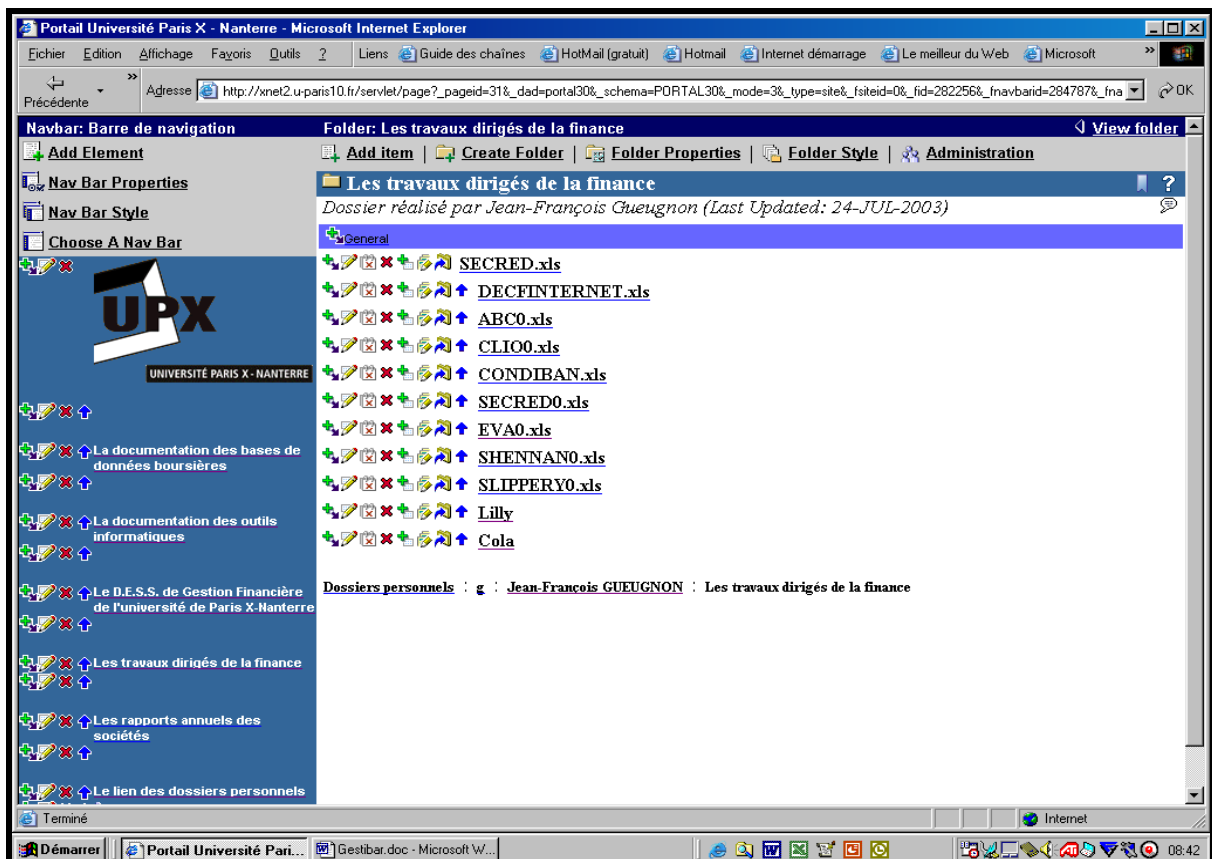 Portail Université Paris X - Nanterre - Microsoft Internet Explorer
Fichier Edition Affichage Favoris Outils ? Liens Guide des chaînes HotMail (gratuit) Hotmail Internet démarrage Le meilleur du Web Microsoft »
Précédente » Adresse http://xnet2.u-paris10.fr/servlet/page?_pageid=31&_dad=portal30&_schema=PORTAL30&_mode=3&_type=site&_fsiteid=0&_fid=282256&_fnavbarid=284787&_fna OK
Navbar: Barre de navigation
Add Element
Nav Bar Properties
Nav Bar Style
Choose A Nav Bar
UPX
UNIVERSITÉ PARIS X - NANTERRE
La documentation des bases de
données boursières
La documentation des outils
informatiques
Le D.E.S.S. de Gestion Financière
de l'université de Paris X-Nanterre
Les travaux dirigés de la finance
Les rapports annuels des
sociétés
Le lien des dossiers personnels
Folder: Les travaux dirigés de la finance View folder
Add item | Create Folder | Folder Properties | Folder Style | Administration
Les travaux dirigés de la finance ?
Dossier réalisé par Jean-François Gueugnon (Last Updated: 24-JUL-2003)
General
SECRED.xls
DECFINTERNET.xls
ABC0.xls
CLIO0.xls
CONDIBAN.xls
SECRED0.xls
EVA0.xls
SHENNAN0.xls
SLIPPERY0.xls
Lilly
Cola
Dossiers personnels : g : Jean-François GUEUGNON : Les travaux dirigés de la finance
Terminé Internet
Démarrer Portail Université Pari... Gestibar.doc - Microsoft W... 08:42